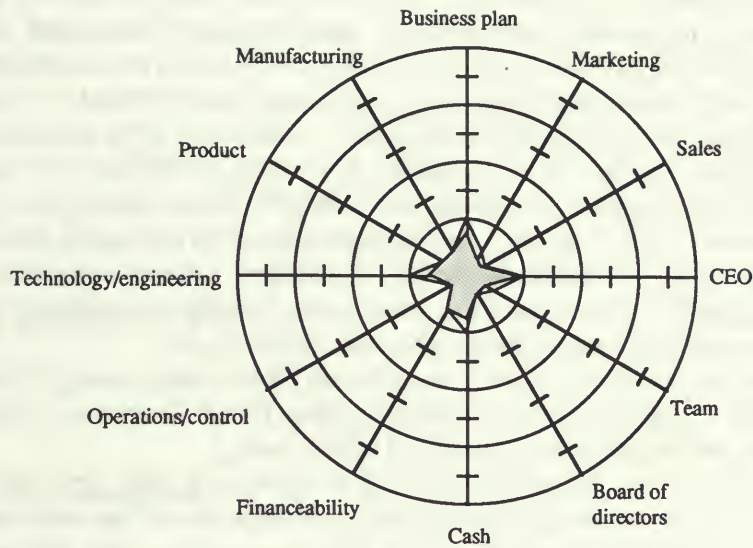 Business plan
Manufacturing
Marketing
Product
Sales
Technology/engineering
CEO
Operations/control
Team
Financeability
Board of
directors
Cash